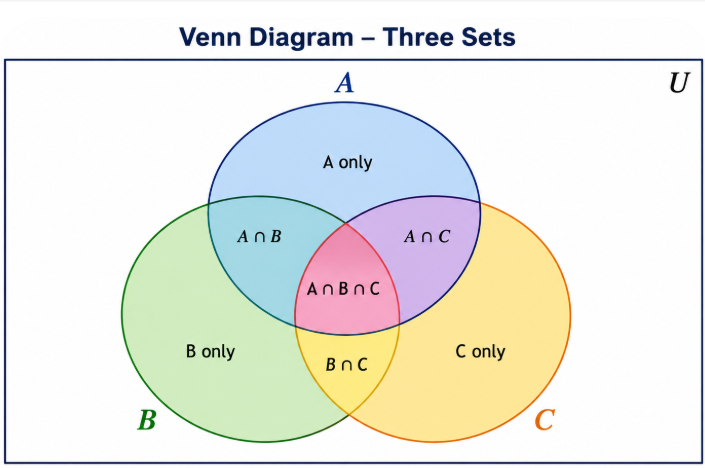 Venn Diagram – Three Sets
A
U
A only
A ∩ B
A ∩ C
A ∩ B ∩ C
B only
C only
B ∩ C
B
C